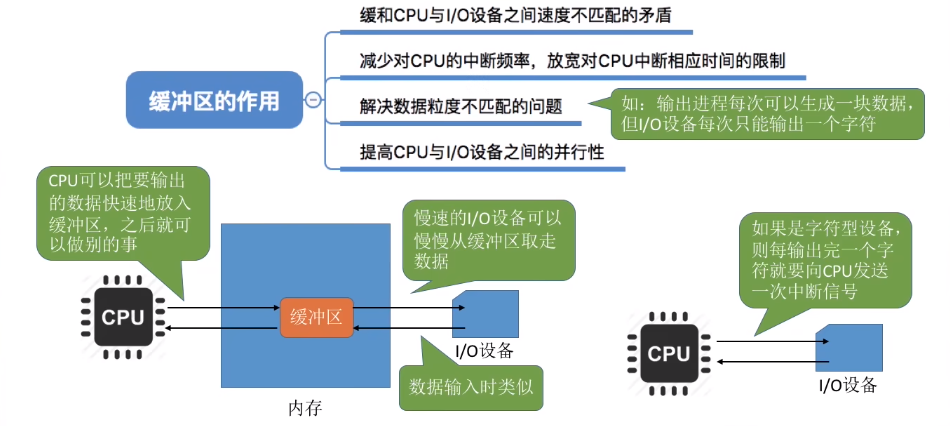 缓和CPU与I/O设备之间速度不匹配的矛盾
减少对CPU的中断频率，放宽对CPU中断相应时间的限制
缓冲区的作用
解决数据粒度不匹配的问题
如：输出进程每次可以生成一块数据，
但I/O设备每次只能输出一个字符
提高CPU与I/O设备之间的并行性
CPU可以把要输出
的数据快速地放入
缓冲区，之后就可
以做别的事
慢速的I/O设备可以
慢慢从缓冲区取走
数据
如果是字符型设备，
则每输出完一个字
符就要向CPU发送
一次中断信号
CPU
缓冲区
I/O设备
数据输入时类似
内存
CPU
I/O设备